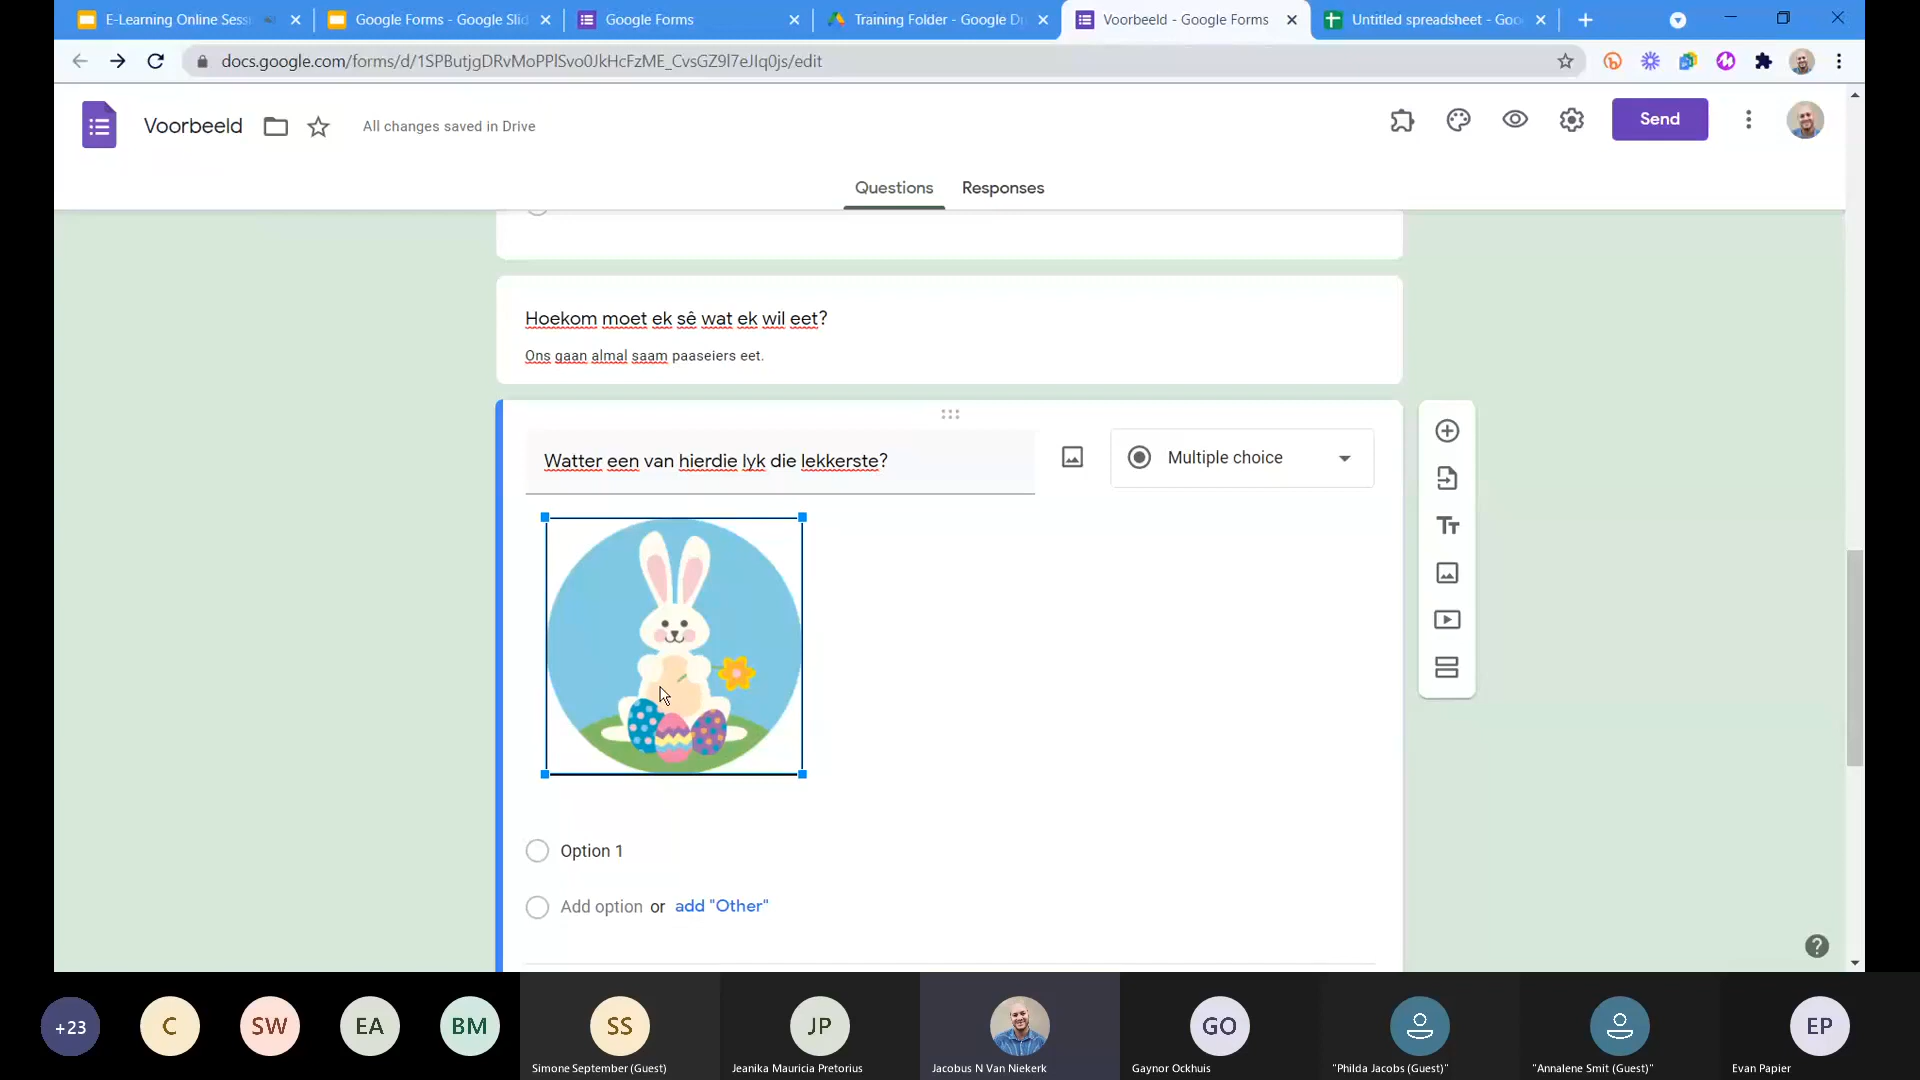 E-Learning Online Sessi
Google Forms - Google Slid
Google Forms
Training Folder - Google Dr
Voorbeeld - Google Forms
Untitled spreadsheet - Goo
docs.google.com/forms/d/1SPButjgDRvMoPPlSvo0JkHcFzME_CvsGZ9l7eJIq0js/edit
Voorbeeld
All changes saved in Drive
Send
Questions
Responses
Hoekom moet ek sê wat ek wil eet?
Ons gaan almal saam paaseiers eet.
Watter een van hierdie lyk die lekkerste?
Multiple choice
Option 1
Add option or add "Other"
+23
C
SW
EA
BM
SS
JP
GO
EP
Simone September (Guest)
Jeanika Mauricia Pretorius
Jacobus N Van Niekerk
Gaynor Ockhuis
"Philda Jacobs (Guest)"
"Annalene Smit (Guest)"
Evan Papier